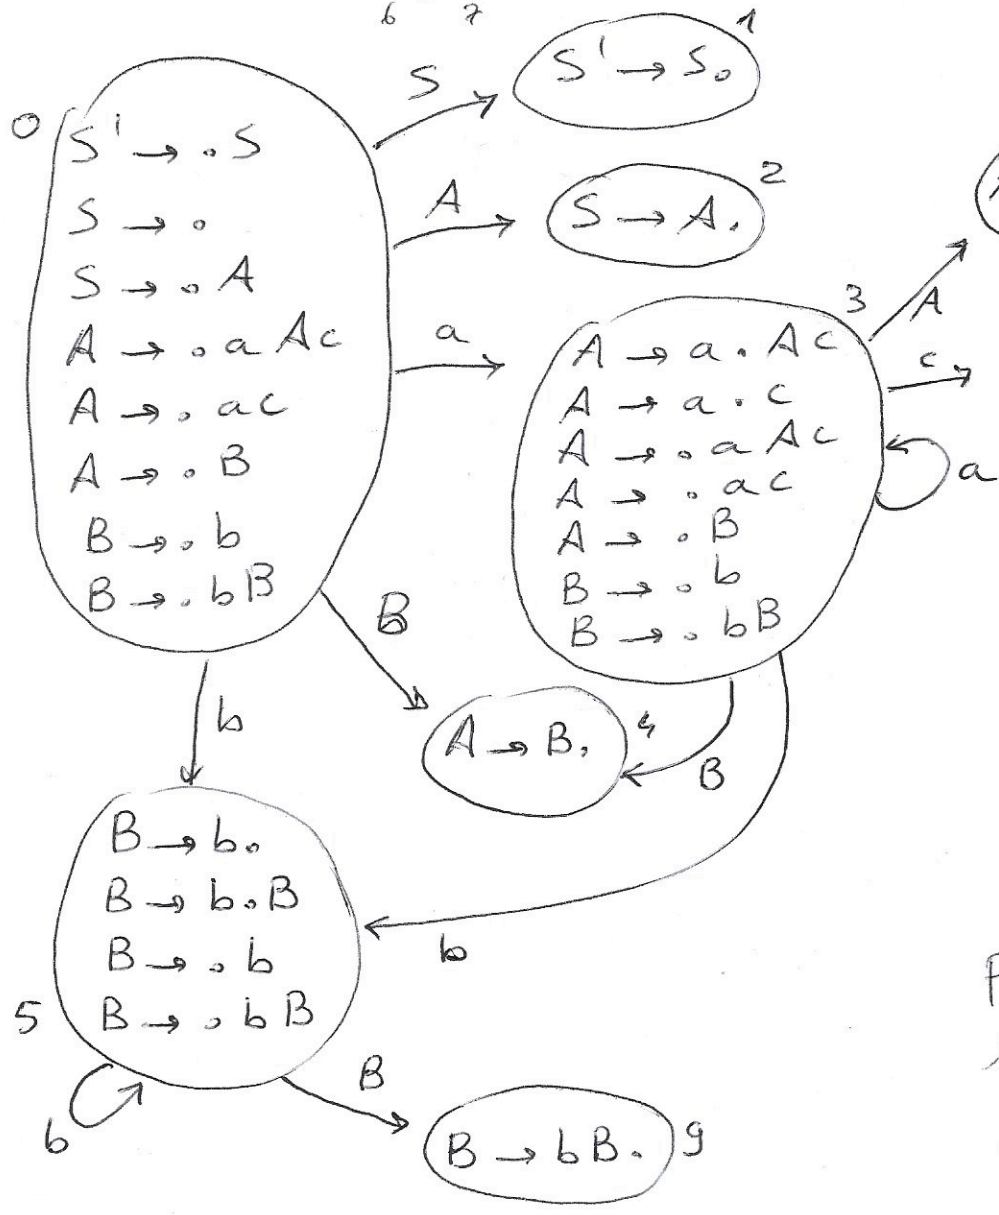 6 7
0
S' → .S
S → .
S → .A
A → .aAc
A → .ac
A → .B
B → .b
B → .bB
S
1
S' → S.
A
2
S → A.
a
3
A → a.Ac
A → a.c
A → .aAc
A → .ac
A → .B
B → .b
B → .bB
A
c
a
B
A → B.
4
B
b
b
5
B → b.
B → b.B
B → .b
B → .bB
b
B
B → bB.
9